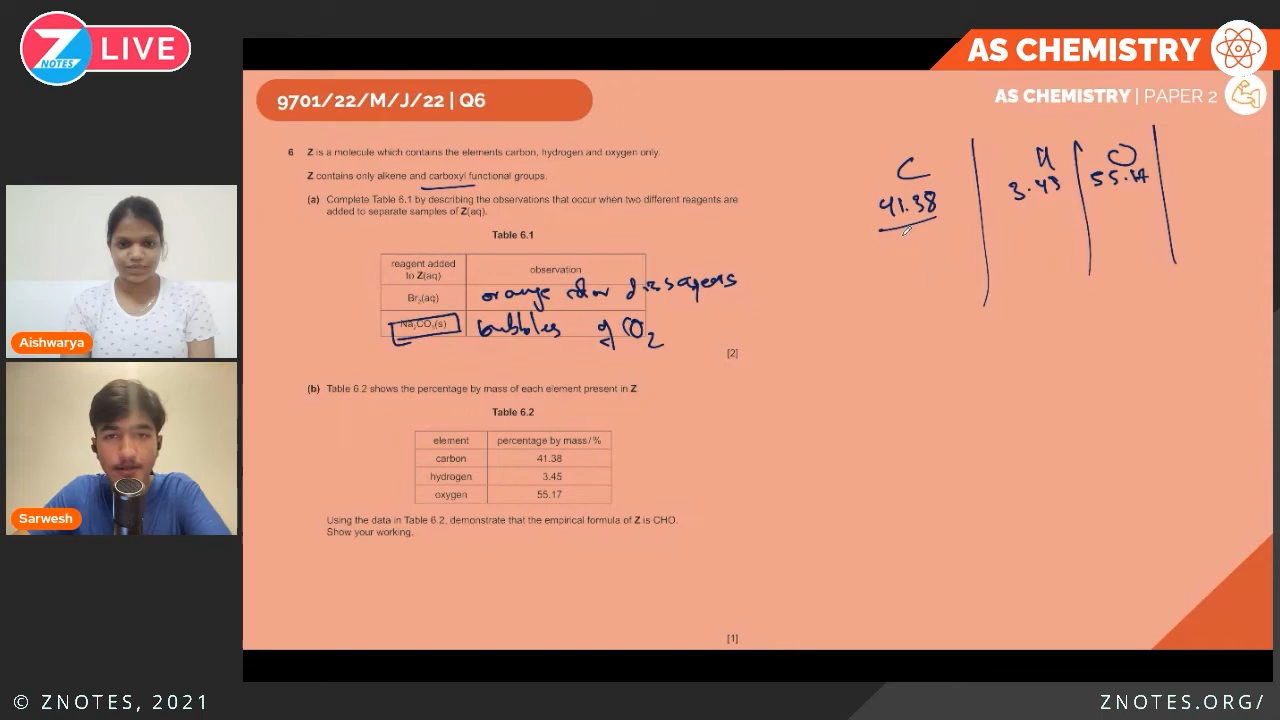 Z NOTES LIVE
AS CHEMISTRY
AS CHEMISTRY | PAPER 2
9701/22/M/J/22 | Q6
6 Z is a molecule which contains the elements carbon, hydrogen and oxygen only.
Z contains only alkene and carboxyl functional groups.
(a) Complete Table 6.1 by describing the observations that occur when two different reagents are
added to separate samples of Z(aq).
Table 6.1
reagent added to Z(aq) observation
Br₂(aq) orange color dissapears
Na₂CO₃(s) bubbles of CO₂
[2]
(b) Table 6.2 shows the percentage by mass of each element present in Z.
Table 6.2
element percentage by mass / %
carbon 41.38
hydrogen 3.45
oxygen 55.17
Using the data in Table 6.2, demonstrate that the empirical formula of Z is CHO.
Show your working.
[1]
C H O
41.38 3.43 55.17
Aishwarya
Sarwesh
© ZNOTES, 2021
ZNOTES.ORG/